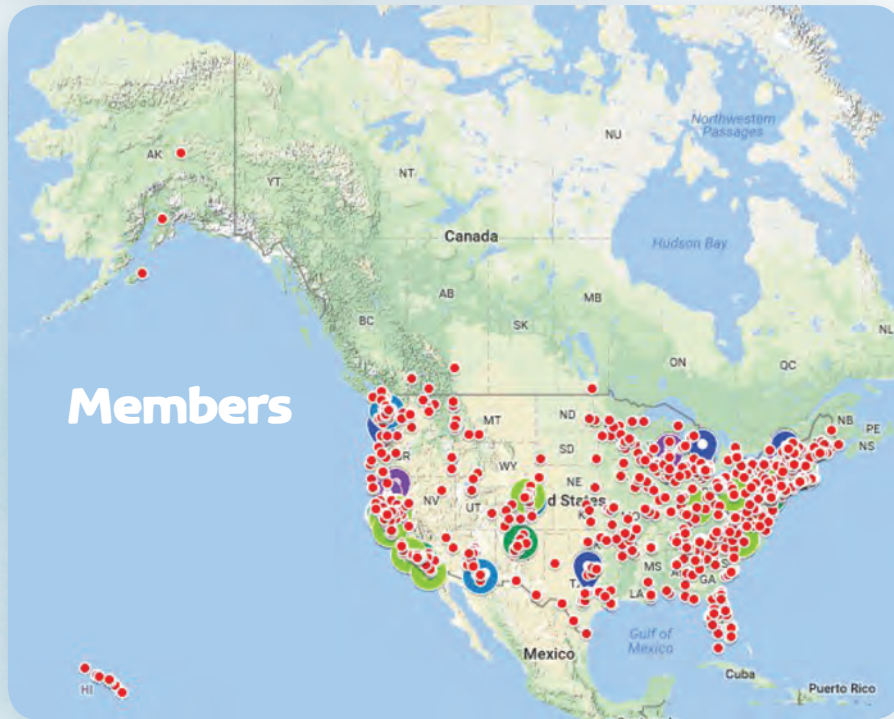 Northwestern
Passages
NU
AK
YT
NT
Canada
Hudson Bay
AB
MB
BC
SK
NL
ON
QC
Members
MT
ND
NB
PE
NS
SD
WY
NE
NV
UT
d States
MS
GA
LA
Gulf of
Mexico
Mexico
Cuba
Puerto Rico
HI